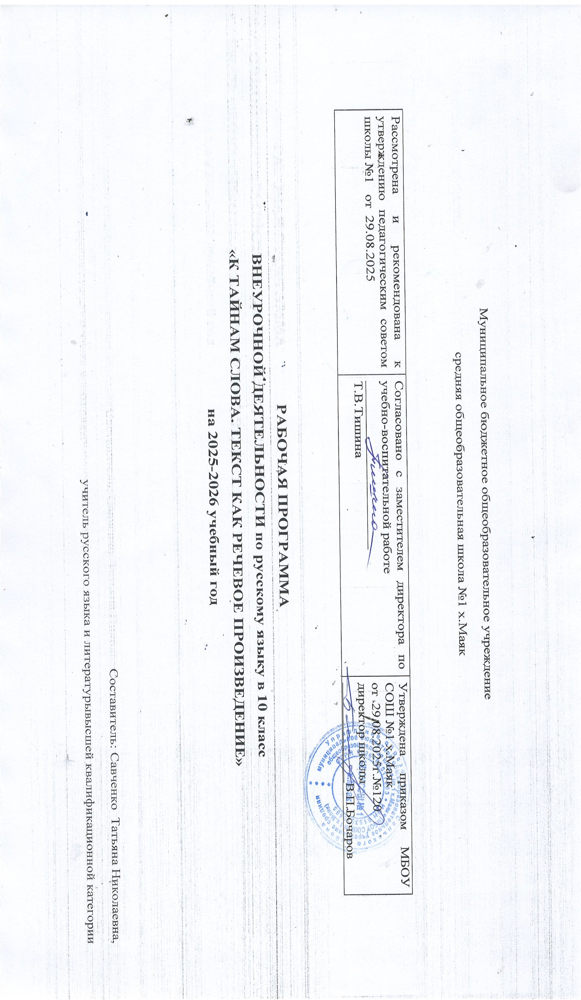 Муниципальное бюджетное общеобразовательное учреждение
средняя общеобразовательная школа №1 х.Маяк
Рассмотрена и рекомендована к
утверждению педагогическим советом
школы №1 от 29.08.2025
Согласовано с заместителем директора по
учебно-воспитательной работе
Т.В.Тишина
Утверждена приказом МБОУ
СОШ №1 х.Маяк
от .29/08.2025г.№120
директор школы
В.П.Бочаров
РАБОЧАЯ ПРОГРАММА
ВНЕУРОЧНОЙ ДЕЯТЕЛЬНОСТИ по русскому языку в 10 класс
«К ТАЙНАМ СЛОВА. ТЕКСТ КАК РЕЧЕВОЕ ПРОИЗВЕДЕНИЕ»
на 2025-2026 учебный год
Составитель: Савченко Татьяна Николаевна,
учитель русского языка и литературывысшей квалификационной категории